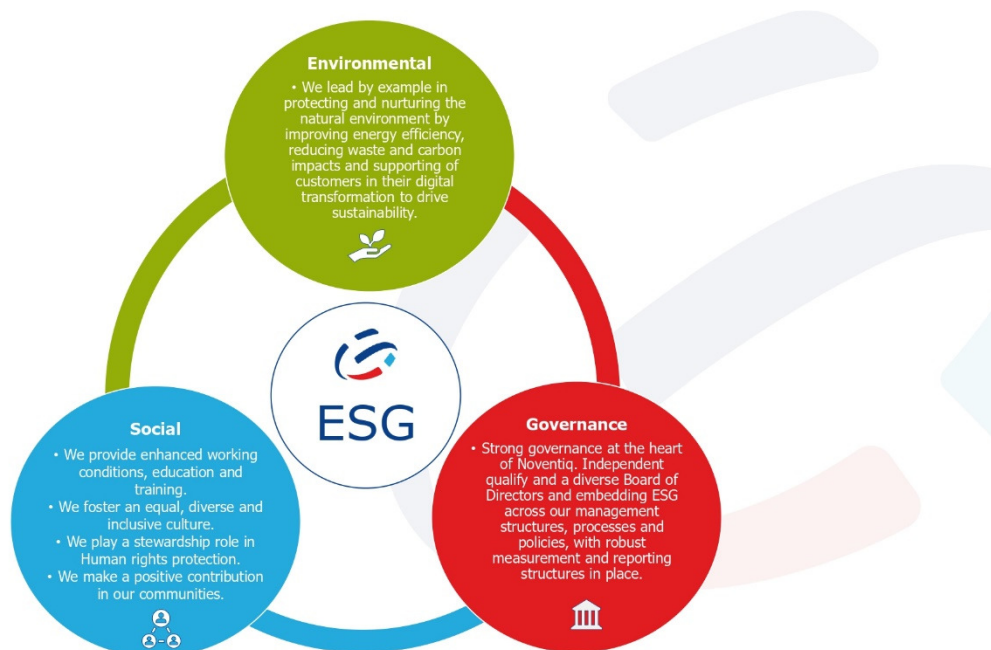 Environmental
• We lead by example in
protecting and nurturing the
natural environment by
improving energy efficiency,
reducing waste and carbon
impacts and supporting of
customers in their digital
transformation to drive
sustainability.
ESG
Social
• We provide enhanced working
conditions, education and
training.
• We foster an equal, diverse and
inclusive culture.
• We play a stewardship role in
Human rights protection.
• We make a positive contribution
in our communities.
Governance
• Strong governance at the heart
of Noventiq. Independent
qualify and a diverse Board of
Directors and embedding ESG
across our management
structures, processes and
policies, with robust
measurement and reporting
structures in place.